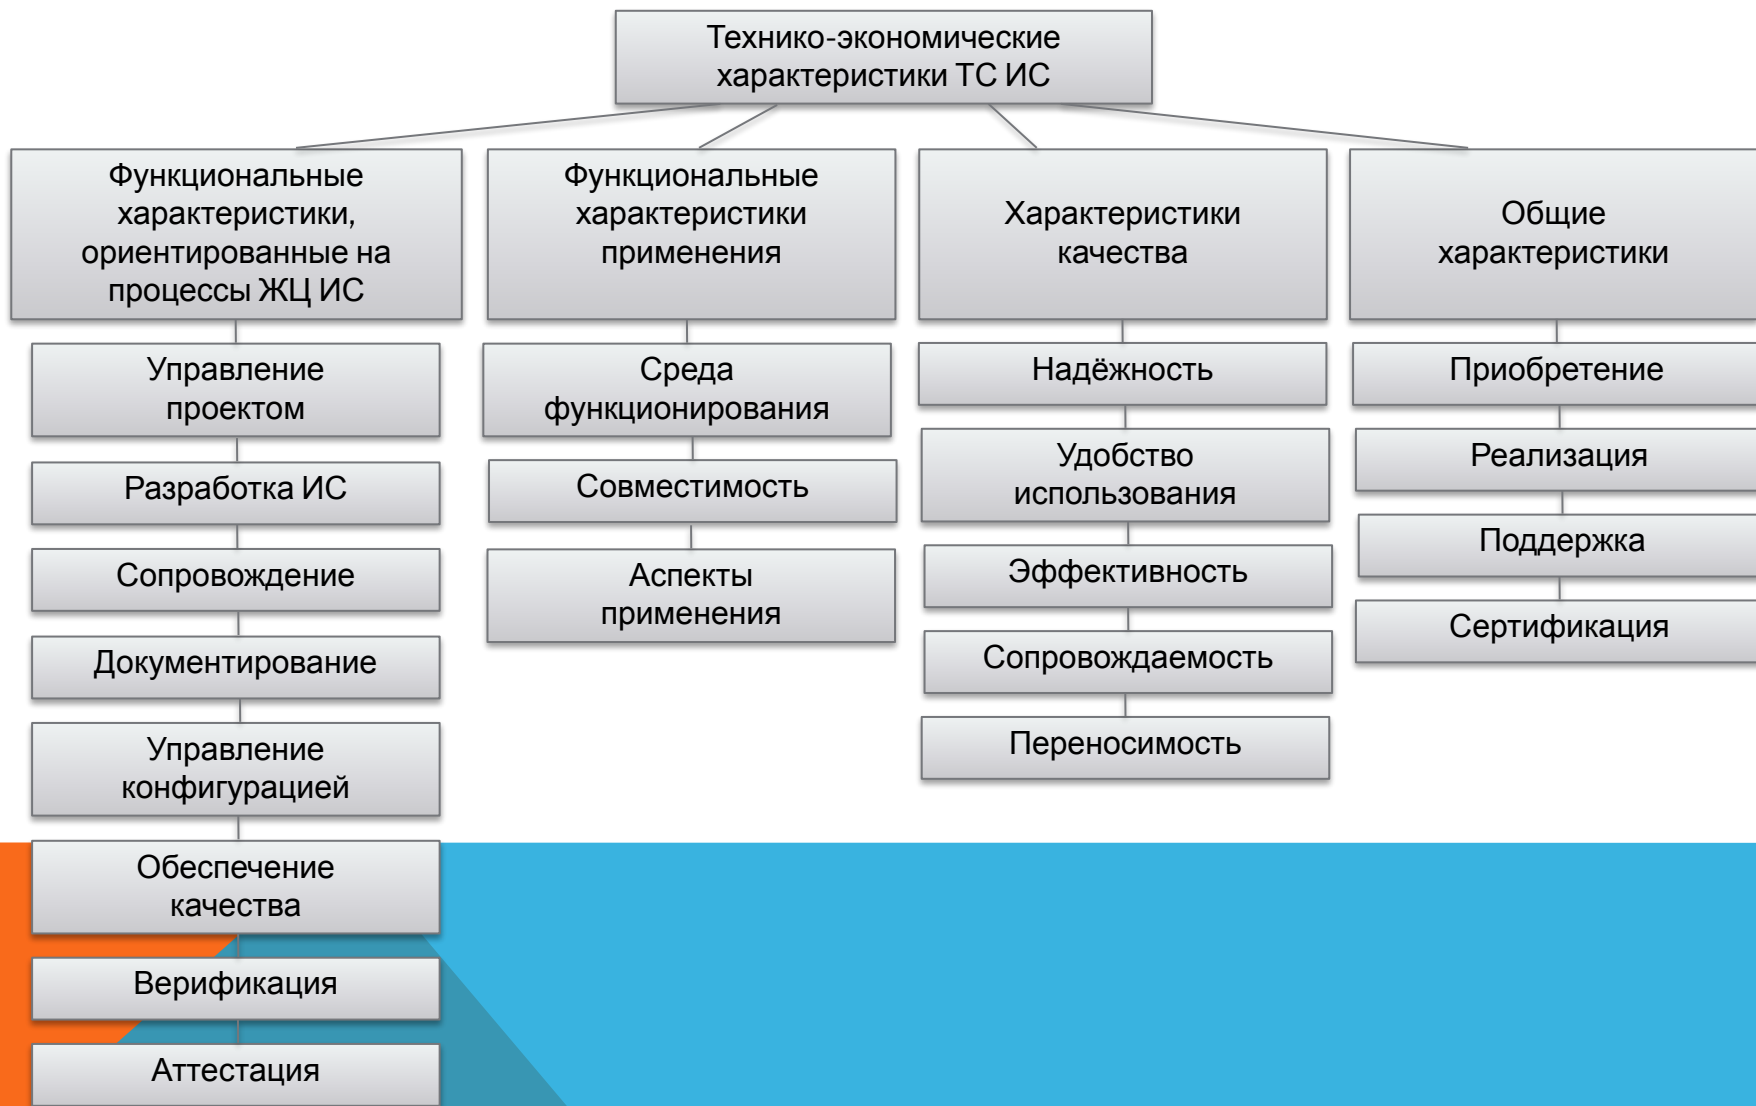 Технико-экономические
характеристики ТС ИС
Функциональные
характеристики,
ориентированные на
процессы ЖЦ ИС
Управление
проектом
Разработка ИС
Сопровождение
Документирование
Управление
конфигурацией
Обеспечение
качества
Верификация
Аттестация
Функциональные
характеристики
применения
Среда
функционирования
Совместимость
Аспекты
применения
Характеристики
качества
Надёжность
Удобство
использования
Эффективность
Сопровождаемость
Переносимость
Общие
характеристики
Приобретение
Реализация
Поддержка
Сертификация